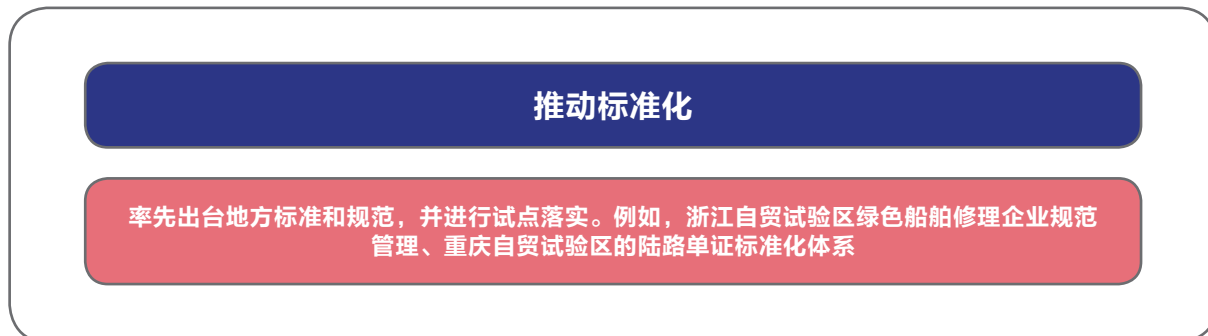 推动标准化
率先出台地方标准和规范，并进行试点落实。例如，浙江自贸试验区绿色船舶修理企业规范
管理、重庆自贸试验区的陆路单证标准化体系